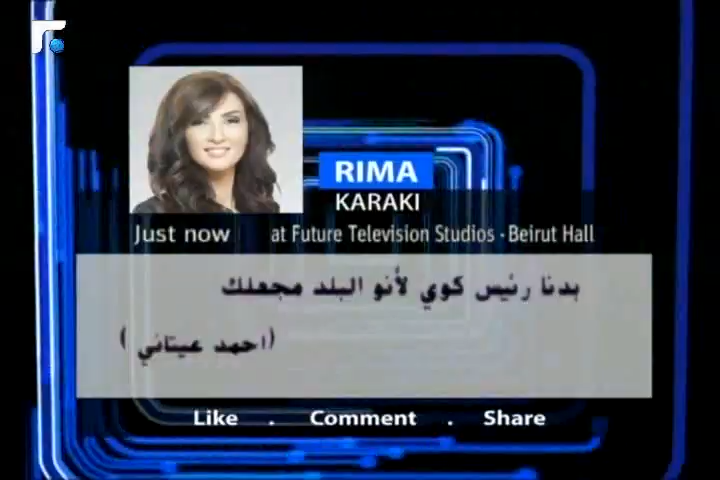 RIMA
KARAKI
Just now at Future Television Studios - Beirut Hall
بدنا رئيس كوي لأنو البلد مجعلك
(احمد عيتاني)
Like . Comment . Share